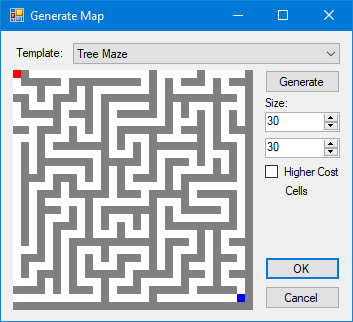 Generate Map
Template:
Tree Maze
Generate
Size:
30
30
Higher Cost
Cells
OK
Cancel